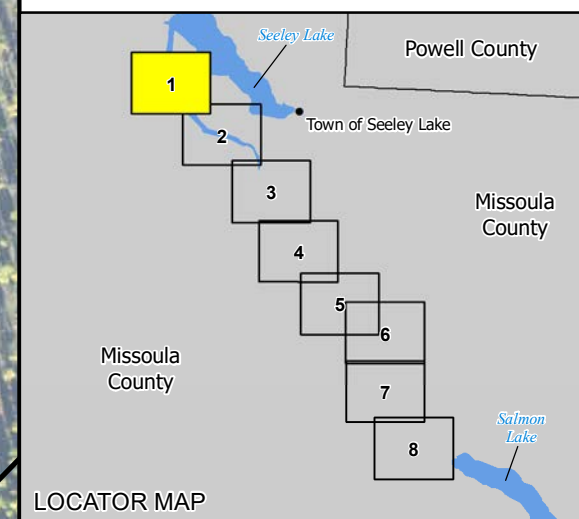 Seeley Lake
Powell County
1
Town of Seeley Lake
2
3
Missoula
County
4
5
6
Missoula
County
7
8
Salmon
Lake
LOCATOR MAP